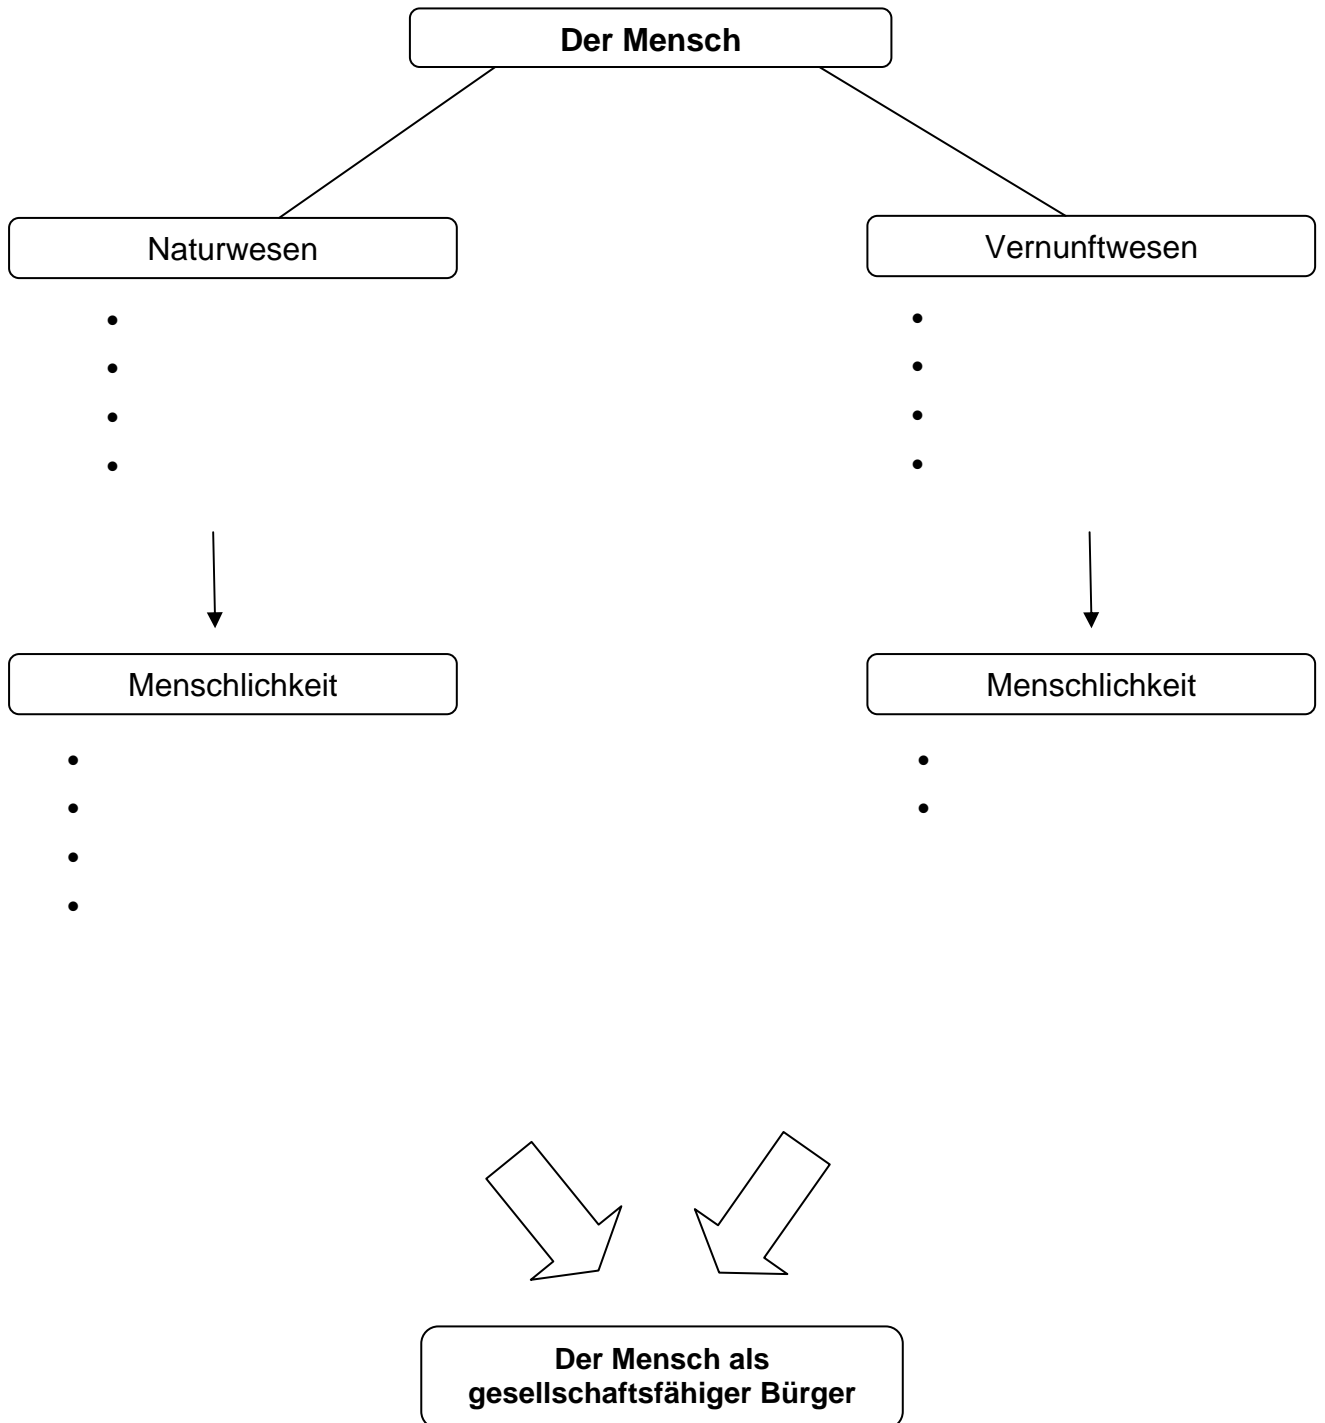 Der Mensch
Naturwesen
Vernunftwesen
•
•
•
•
•
•
•
•
Menschlichkeit
Menschlichkeit
•
•
•
•
•
•
Der Mensch als
gesellschaftsfähiger Bürger